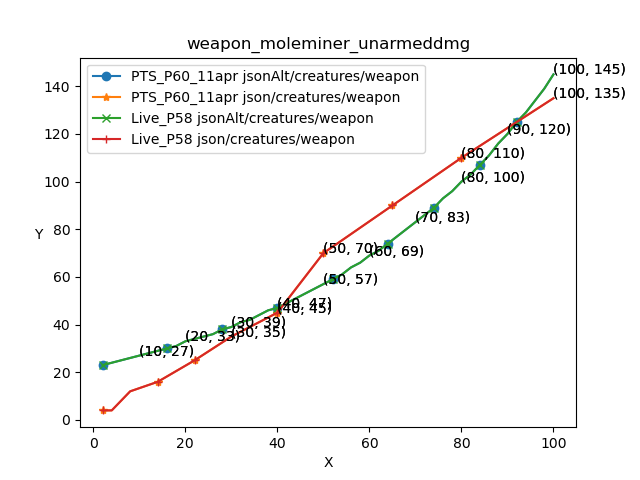 weapon_moleminer_unarmeddmg
PTS_P60_11apr jsonAlt/creatures/weapon
PTS_P60_11apr json/creatures/weapon
Live_P58 jsonAlt/creatures/weapon
Live_P58 json/creatures/weapon
(100, 145)
(100, 135)
(90, 120)
(80, 110)
(80, 100)
(70, 83)
(50, 70)
(60, 69)
(50, 57)
(40, 47)
(40, 45)
(30, 39)
(30, 35)
(20, 33)
(10, 27)
Y
140
120
100
80
60
40
20
0
0 20 40 60 80 100
X